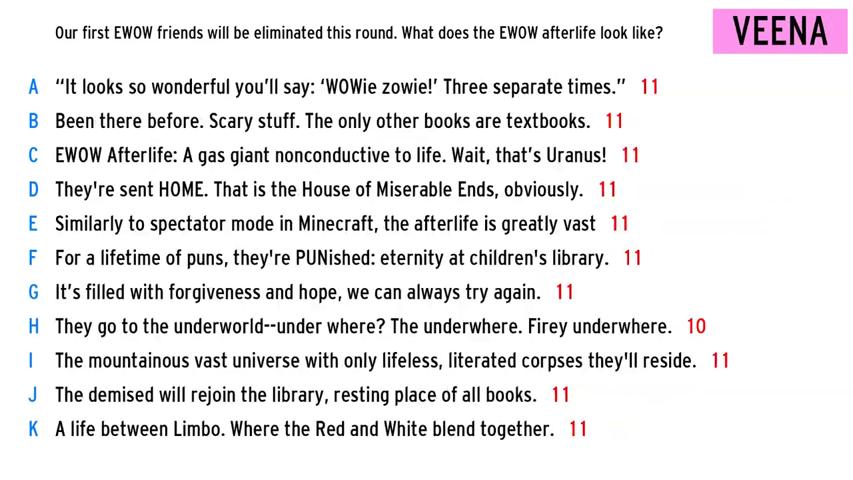 Our first EWOW friends will be eliminated this round. What does the EWOW afterlife look like?
VEENA
A “It looks so wonderful you’ll say: ‘WOWie zowie!’ Three separate times.” 11
B Been there before. Scary stuff. The only other books are textbooks. 11
C EWOW Afterlife: A gas giant nonconductive to life. Wait, that’s Uranus! 11
D They're sent HOME. That is the House of Miserable Ends, obviously. 11
E Similarly to spectator mode in Minecraft, the afterlife is greatly vast 11
F For a lifetime of puns, they're PUNished: eternity at children's library. 11
G It’s filled with forgiveness and hope, we can always try again. 11
H They go to the underworld--under where? The underwhere. Firey underwhere. 10
I The mountainous vast universe with only lifeless, literated corpses they'll reside. 11
J The demised will rejoin the library, resting place of all books. 11
K A life between Limbo. Where the Red and White blend together. 11